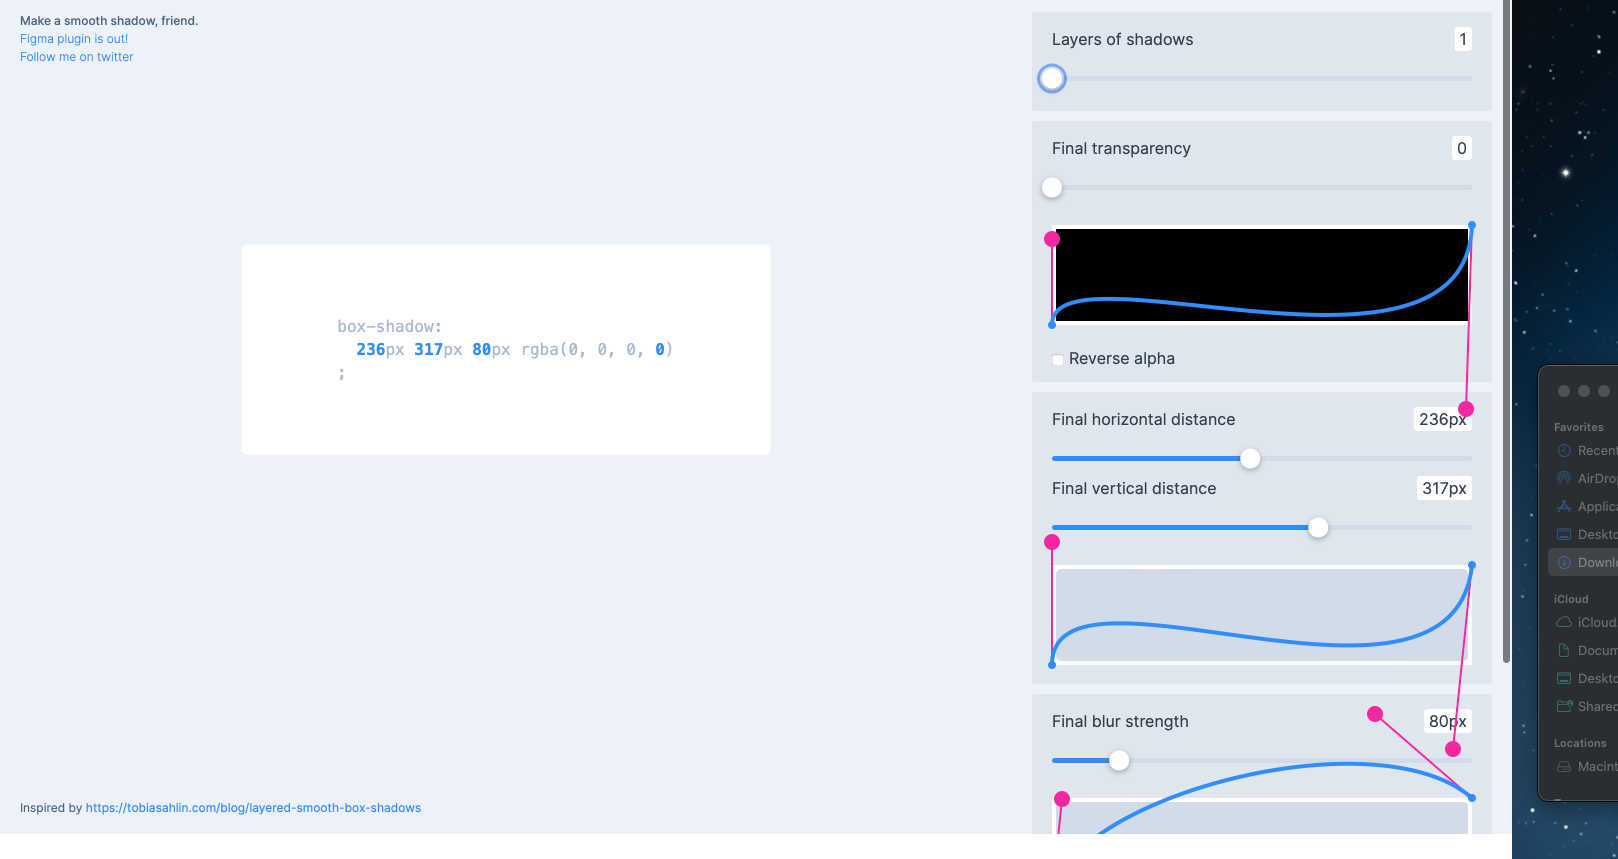 Make a smooth shadow, friend.
Figma plugin is out!
Follow me on twitter
box-shadow:
236px 317px 80px rgba(0, 0, 0, 0)
;
Inspired by https://tobiasahlin.com/blog/layered-smooth-box-shadows
Layers of shadows 1
Final transparency 0
Reverse alpha
Final horizontal distance 236px
Final vertical distance 317px
Final blur strength 80px
Favorites
Recent
AirDro
Applica
Deskto
Downlo
iCloud
iCloud
Docum
Deskto
Shared
Locations
Macint